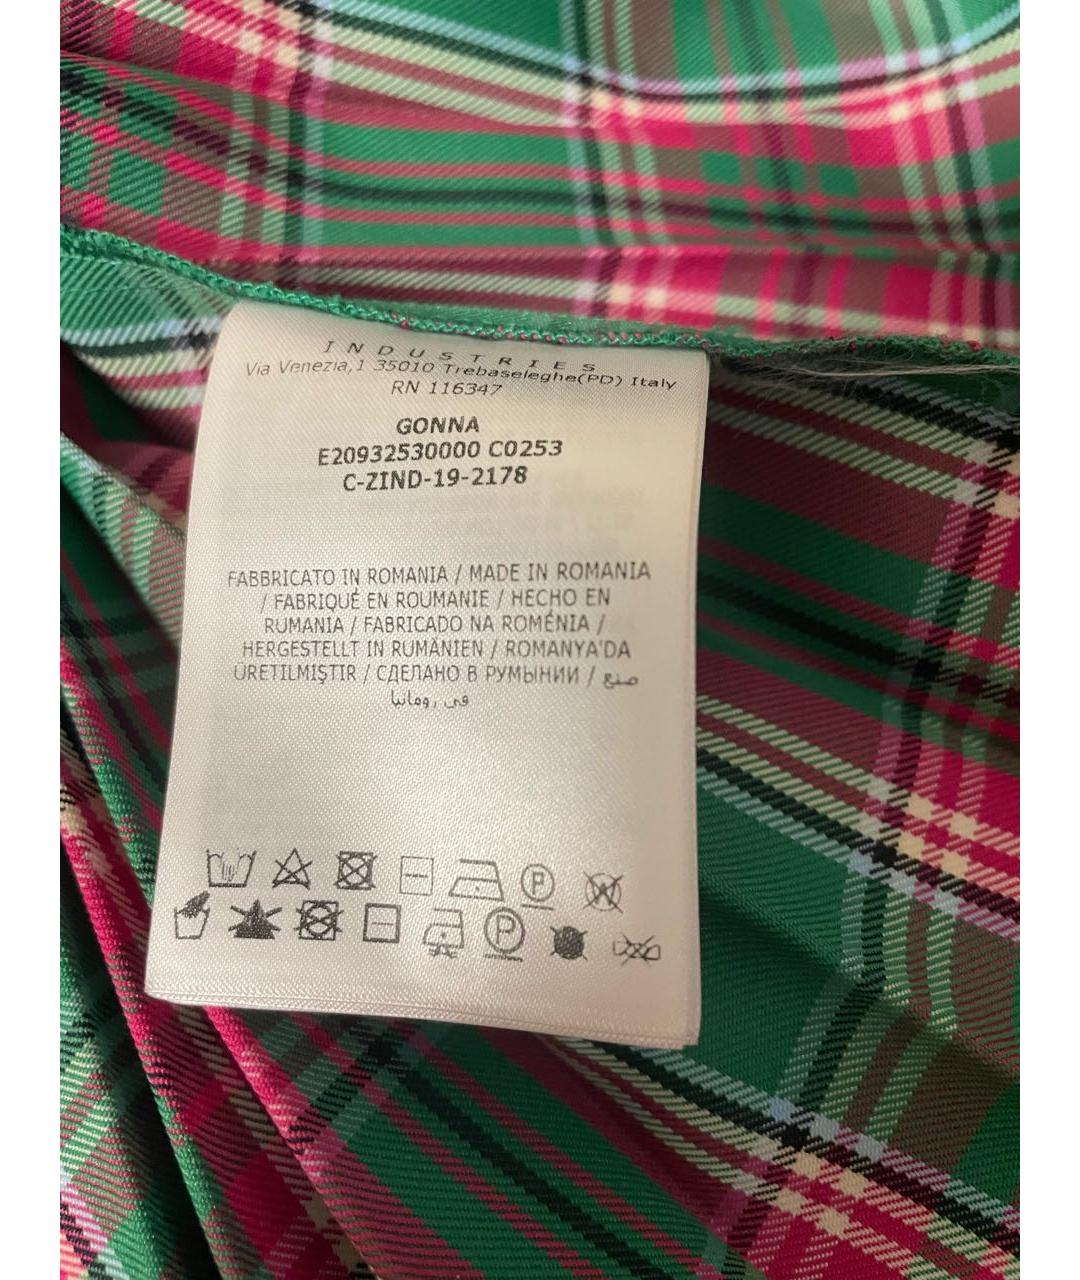 INDUSTRIES
Via Venezia,1 35010 Trebaseleghe(PD) Italy
RN 116347
GONNA
E20932530000 C0253
C-ZIND-19-2178
FABBRICATO IN ROMANIA / MADE IN ROMANIA
/ FABRIQUÉ EN ROUMANIE / HECHO EN
RUMANIA / FABRICADO NA ROMÉNIA /
HERGESTELLT IN RUMÄNIEN / ROMANYA'DA
ÜRETILMIŞTIR / СДЕЛАНО В РУМЫНИИ / صنع
في رومانيا
P
W
P